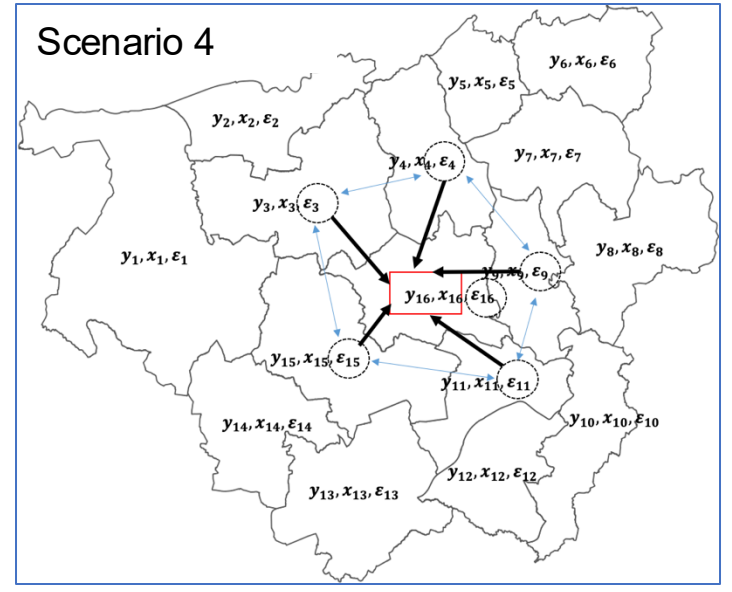 Scenario 4
y₅, x₅, ε₅
y₆, x₆, ε₆
y₂, x₂, ε₂
y₄, x₄, ε₄
y₇, x₇, ε₇
y₃, x₃, ε₃
y₁, x₁, ε₁
y₈, x₈, ε₈
y₉, x₉, ε₉
y₁₆, x₁₆, ε₁₆
y₁₅, x₁₅, ε₁₅
y₁₁, x₁₁, ε₁₁
y₁₄, x₁₄, ε₁₄
y₁₀, x₁₀, ε₁₀
y₁₂, x₁₂, ε₁₂
y₁₃, x₁₃, ε₁₃